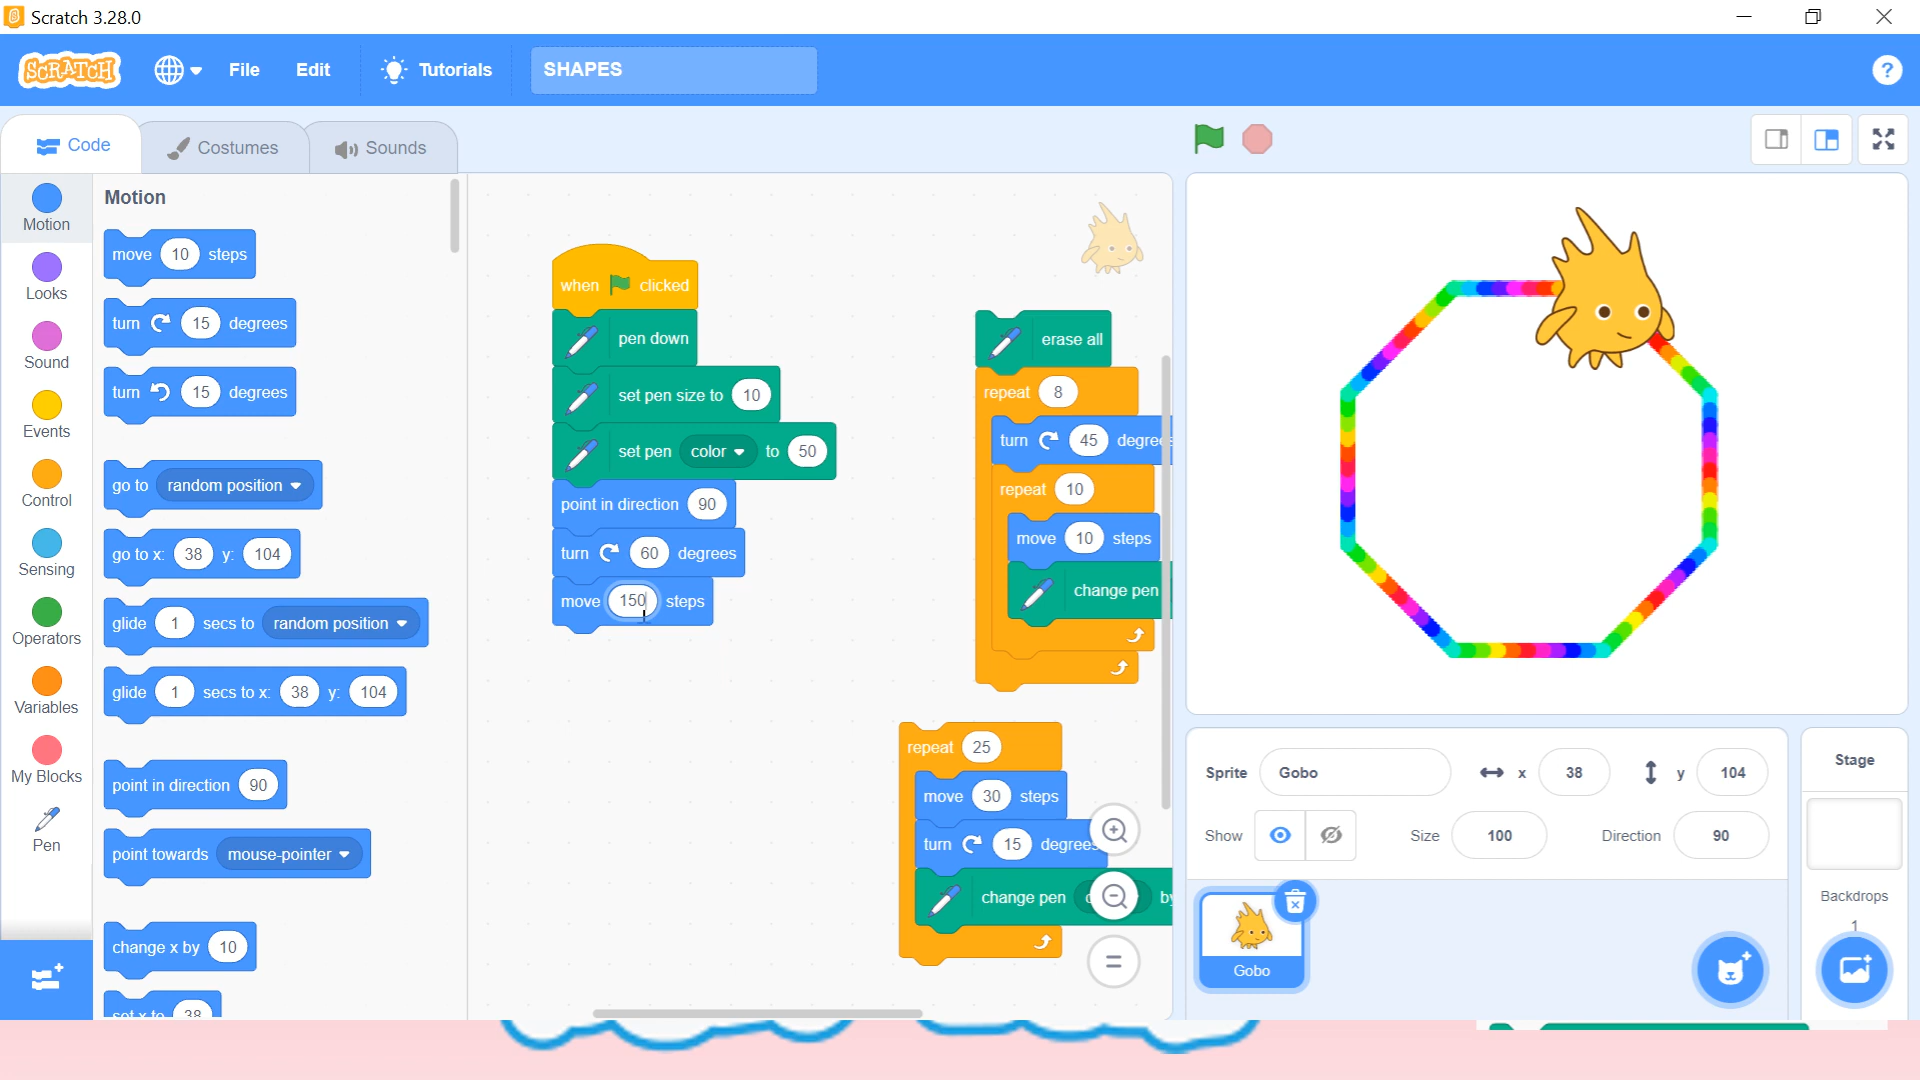 Scratch 3.28.0
SCRATCH File Edit Tutorials SHAPES ?
Code Costumes Sounds
Motion
Looks
Sound
Events
Control
Sensing
Operators
Variables
My Blocks
Pen
Motion
move 10 steps
turn 15 degrees
turn 15 degrees
go to random position
go to x: 38 y: 104
glide 1 secs to random position
glide 1 secs to x: 38 y: 104
point in direction 90
point towards mouse-pointer
change x by 10
set x to 38
when clicked
pen down
set pen size to 10
set pen color to 50
point in direction 90
turn 60 degrees
move 150 steps
erase all
repeat 8
turn 45 degrees
repeat 10
move 10 steps
change pen
repeat 25
move 30 steps
turn 15 degrees
change pen by
Sprite Gobo x 38 y 104
Show Size 100 Direction 90
Gobo
Stage
Backdrops
1